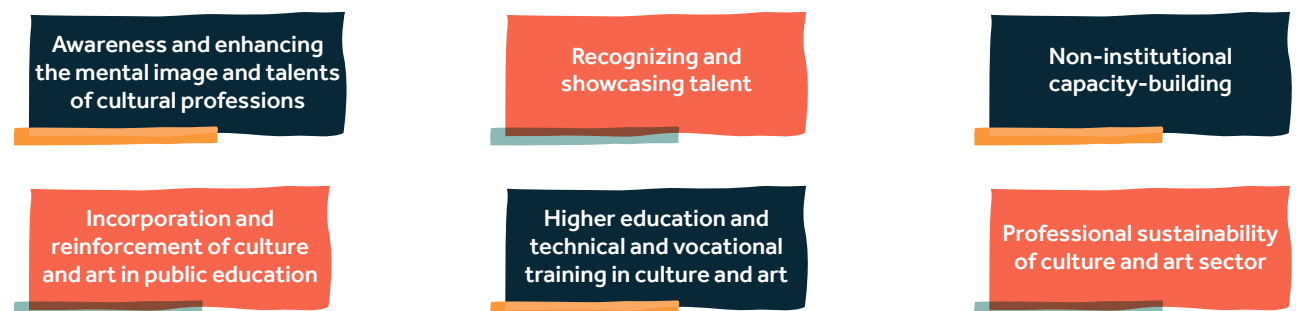 Awareness and enhancing
the mental image and talents
of cultural professions
Recognizing and
showcasing talent
Non-institutional
capacity-building
Incorporation and
reinforcement of culture
and art in public education
Higher education and
technical and vocational
training in culture and art
Professional sustainability
of culture and art sector